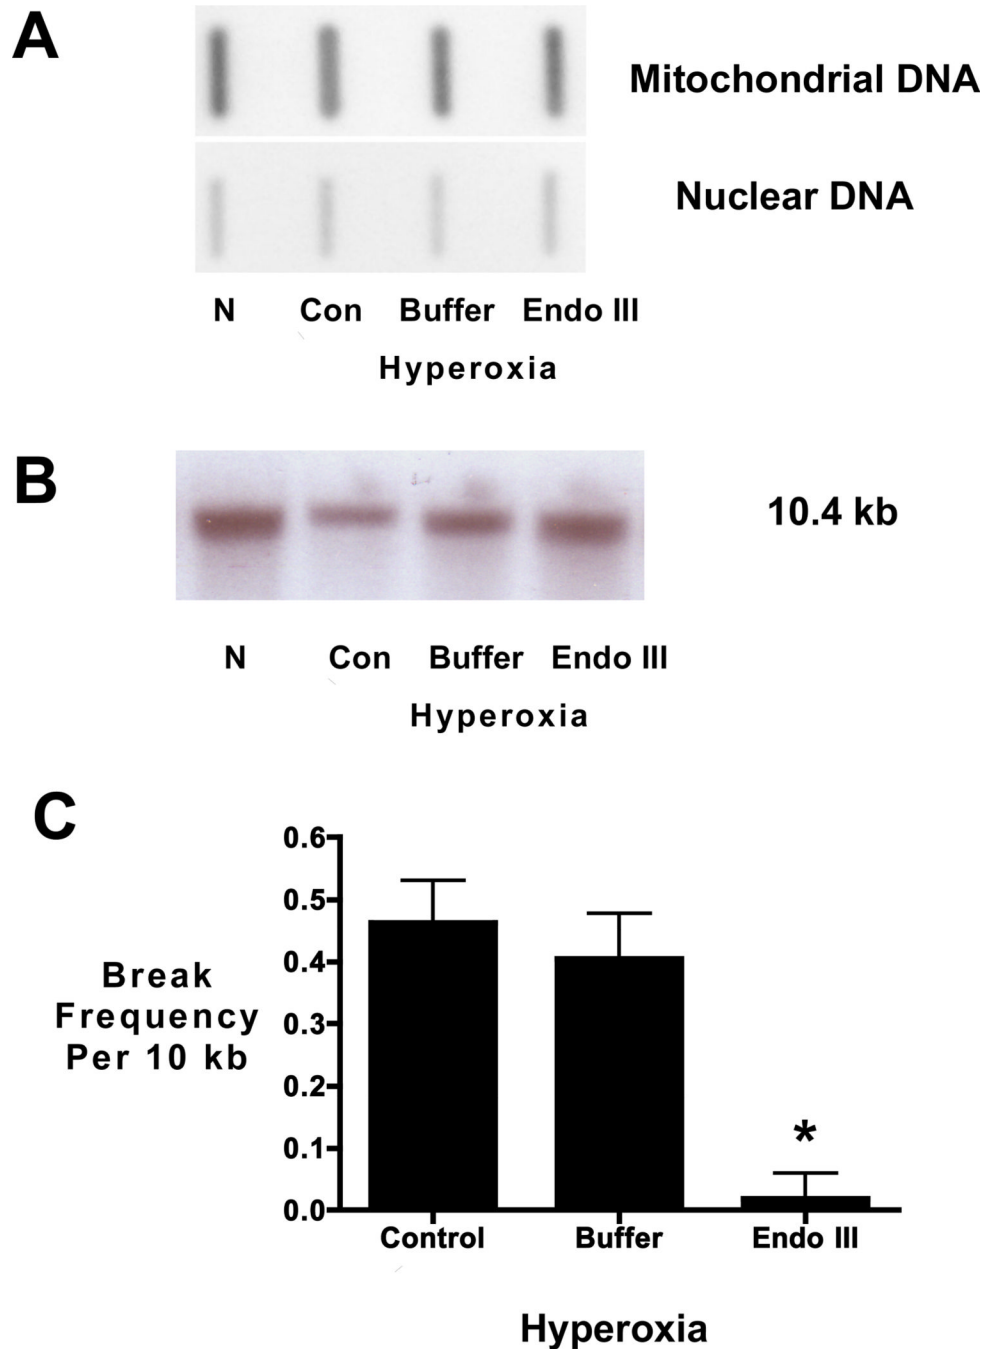 A
Mitochondrial DNA
Nuclear DNA
N Con Buffer Endo III
Hyperoxia
B
10.4 kb
N Con Buffer Endo III
Hyperoxia
C
Break
Frequency
Per 10 kb
0.6
0.5
0.4
0.3
0.2
0.1
0.0
*
Control Buffer Endo III
Hyperoxia